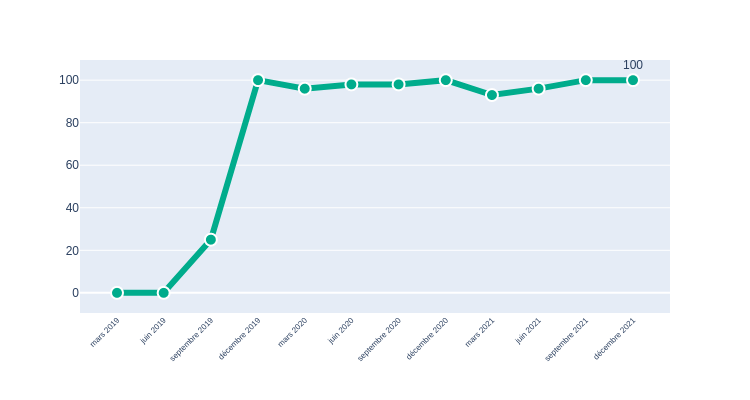 100
100
80
60
40
20
0
mars 2019
juin 2019
septembre 2019
décembre 2019
mars 2020
juin 2020
septembre 2020
décembre 2020
mars 2021
juin 2021
septembre 2021
décembre 2021